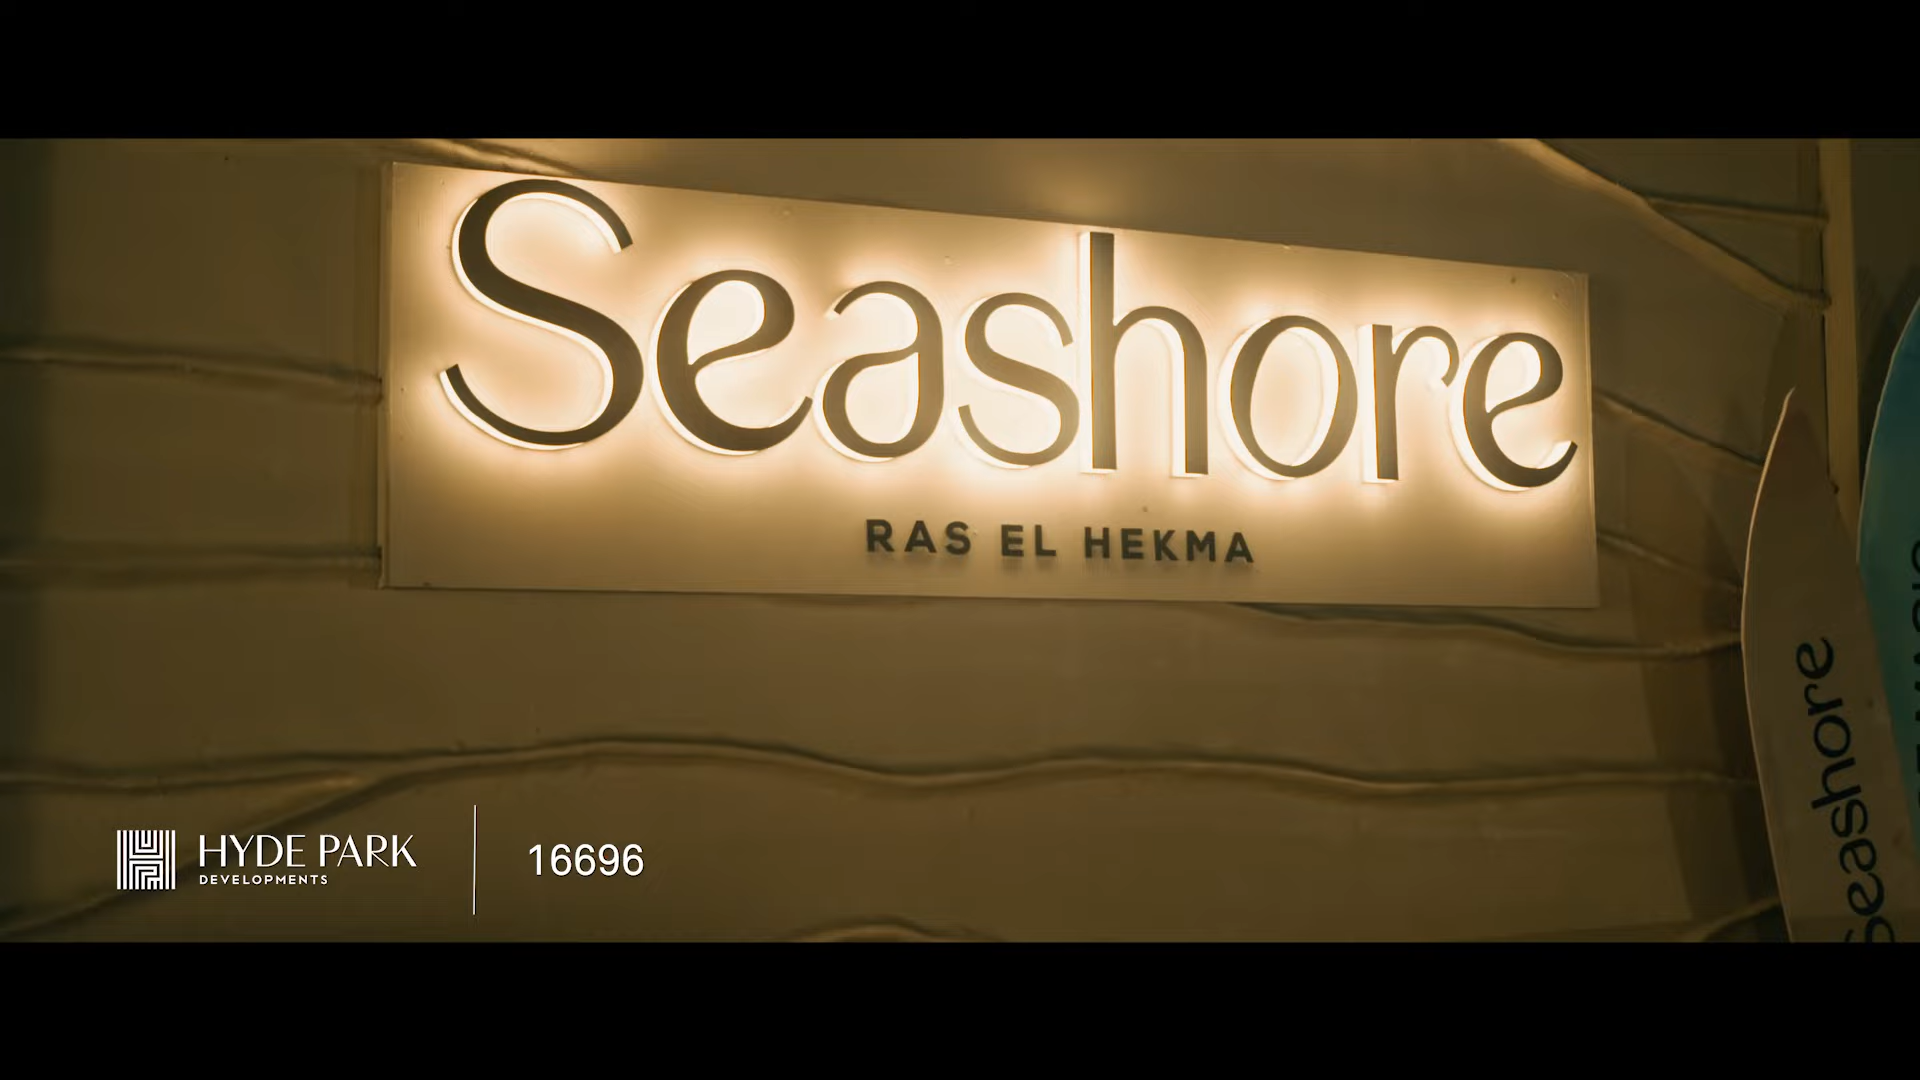 Seashore
RAS EL HEKMA
seashore
HYDE PARK
DEVELOPMENTS
16696